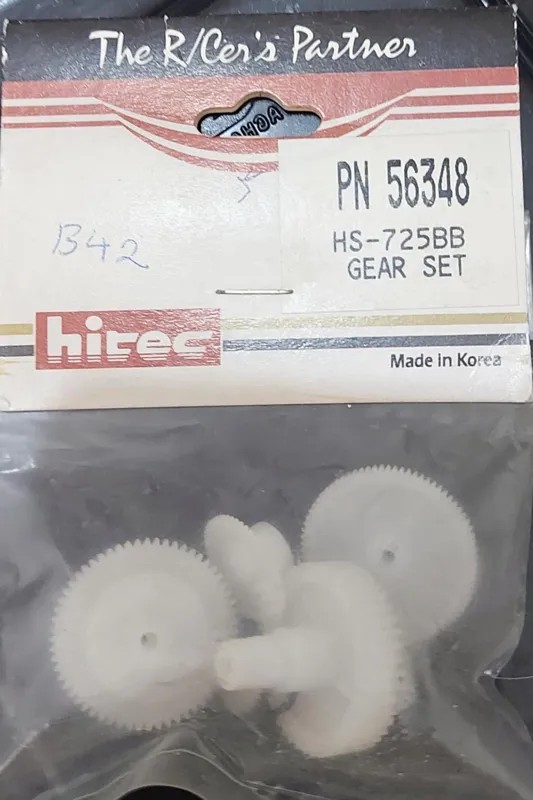 The R/Cer's Partner
PN 56348
HS-725BB
GEAR SET
B42
hitec
Made in Korea